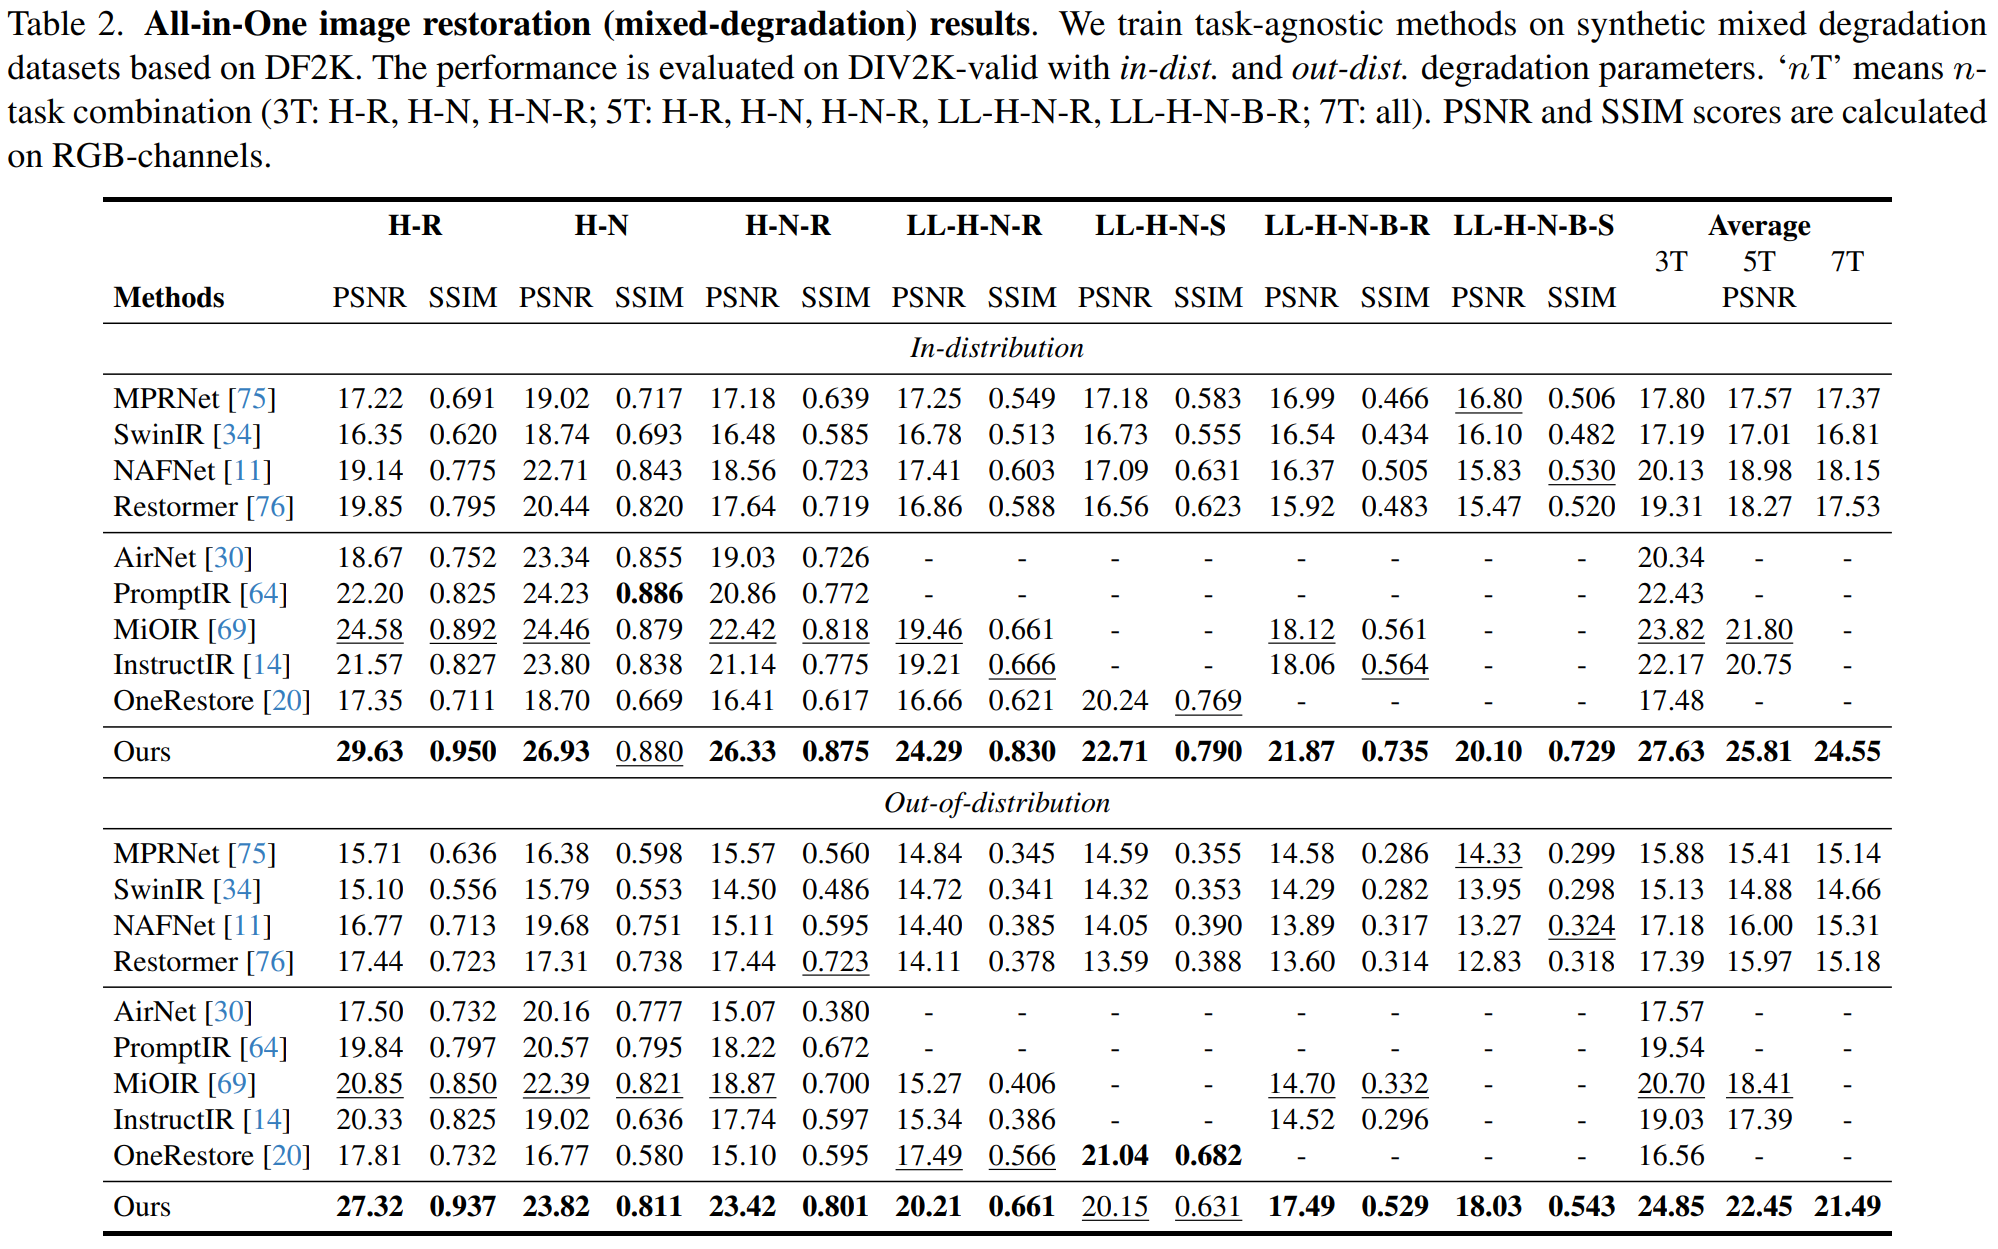 Table 2. All-in-One image restoration (mixed-degradation) results. We train task-agnostic methods on synthetic mixed degradation
datasets based on DF2K. The performance is evaluated on DIV2K-valid with in-dist. and out-dist. degradation parameters. ‘nT’ means n-
task combination (3T: H-R, H-N, H-N-R; 5T: H-R, H-N, H-N-R, LL-H-N-R, LL-H-N-B-R; 7T: all). PSNR and SSIM scores are calculated
on RGB-channels.
H-R H-N H-N-R LL-H-N-R LL-H-N-S LL-H-N-B-R LL-H-N-B-S Average
3T 5T 7T
Methods PSNR SSIM PSNR SSIM PSNR SSIM PSNR SSIM PSNR SSIM PSNR SSIM PSNR SSIM PSNR
In-distribution
MPRNet [75] 17.22 0.691 19.02 0.717 17.18 0.639 17.25 0.549 17.18 0.583 16.99 0.466 16.80 0.506 17.80 17.57 17.37
SwinIR [34] 16.35 0.620 18.74 0.693 16.48 0.585 16.78 0.513 16.73 0.555 16.54 0.434 16.10 0.482 17.19 17.01 16.81
NAFNet [11] 19.14 0.775 22.71 0.843 18.56 0.723 17.41 0.603 17.09 0.631 16.37 0.505 15.83 0.530 20.13 18.98 18.15
Restormer [76] 19.85 0.795 20.44 0.820 17.64 0.719 16.86 0.588 16.56 0.623 15.92 0.483 15.47 0.520 19.31 18.27 17.53
AirNet [30] 18.67 0.752 23.34 0.855 19.03 0.726 - - - - - - - - 20.34 - -
PromptIR [64] 22.20 0.825 24.23 0.886 20.86 0.772 - - - - - - - - 22.43 - -
MiOIR [69] 24.58 0.892 24.46 0.879 22.42 0.818 19.46 0.661 - - 18.12 0.561 - - 23.82 21.80 -
InstructIR [14] 21.57 0.827 23.80 0.838 21.14 0.775 19.21 0.666 - - 18.06 0.564 - - 22.17 20.75 -
OneRestore [20] 17.35 0.711 18.70 0.669 16.41 0.617 16.66 0.621 20.24 0.769 - - - - 17.48 - -
Ours 29.63 0.950 26.93 0.880 26.33 0.875 24.29 0.830 22.71 0.790 21.87 0.735 20.10 0.729 27.63 25.81 24.55
Out-of-distribution
MPRNet [75] 15.71 0.636 16.38 0.598 15.57 0.560 14.84 0.345 14.59 0.355 14.58 0.286 14.33 0.299 15.88 15.41 15.14
SwinIR [34] 15.10 0.556 15.79 0.553 14.50 0.486 14.72 0.341 14.32 0.353 14.29 0.282 13.95 0.298 15.13 14.88 14.66
NAFNet [11] 16.77 0.713 19.68 0.751 15.11 0.595 14.40 0.385 14.05 0.390 13.89 0.317 13.27 0.324 17.18 16.00 15.31
Restormer [76] 17.44 0.723 17.31 0.738 17.44 0.723 14.11 0.378 13.59 0.388 13.60 0.314 12.83 0.318 17.39 15.97 15.18
AirNet [30] 17.50 0.732 20.16 0.777 15.07 0.380 - - - - - - - - 17.57 - -
PromptIR [64] 19.84 0.797 20.57 0.795 18.22 0.672 - - - - - - - - 19.54 - -
MiOIR [69] 20.85 0.850 22.39 0.821 18.87 0.700 15.27 0.406 - - 14.70 0.332 - - 20.70 18.41 -
InstructIR [14] 20.33 0.825 19.02 0.636 17.74 0.597 15.34 0.386 - - 14.52 0.296 - - 19.03 17.39 -
OneRestore [20] 17.81 0.732 16.77 0.580 15.10 0.595 17.49 0.566 21.04 0.682 - - - - 16.56 - -
Ours 27.32 0.937 23.82 0.811 23.42 0.801 20.21 0.661 20.15 0.631 17.49 0.529 18.03 0.543 24.85 22.45 21.49